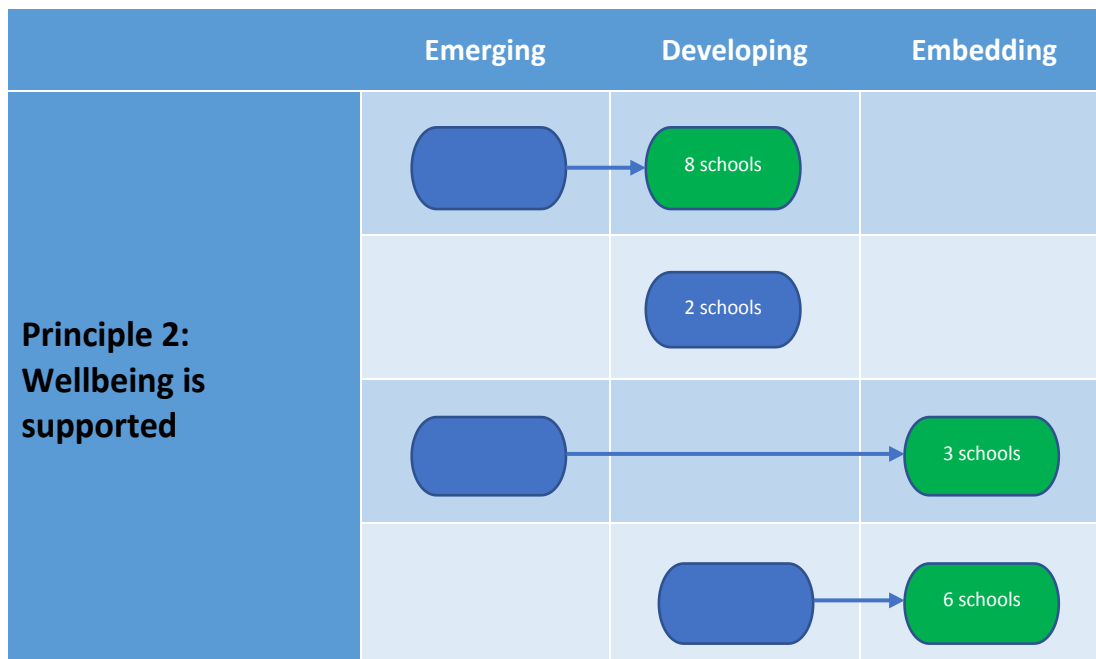 Emerging Developing Embedding
8 schools
2 schools
Principle 2:
Wellbeing is
supported
3 schools
6 schools